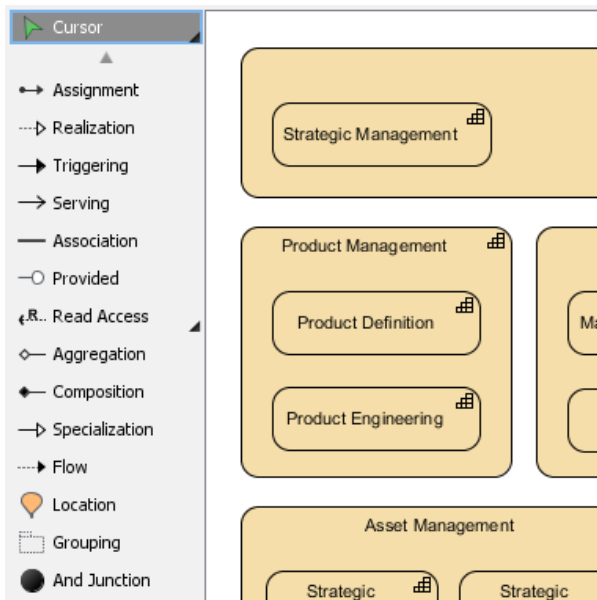 Cursor
Assignment
Realization
Triggering
Serving
Association
Provided
R.. Read Access
Aggregation
Composition
Specialization
Flow
Location
Grouping
And Junction
Strategic Management
Product Management
Product Definition
Product Engineering
Asset Management
Strategic
Strategic